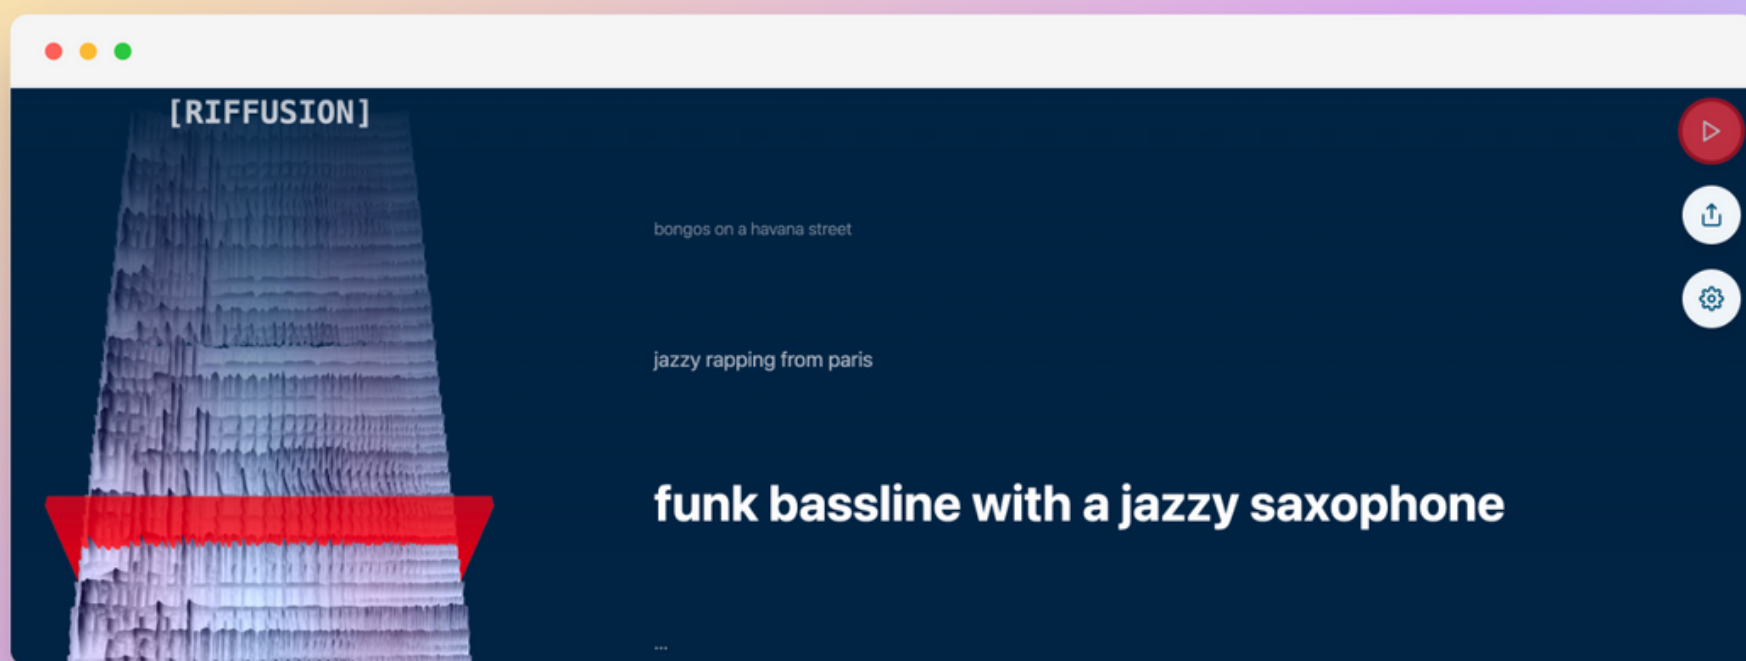 [RIFFUSION]
bongos on a havana street
jazzy rapping from paris
funk bassline with a jazzy saxophone
...